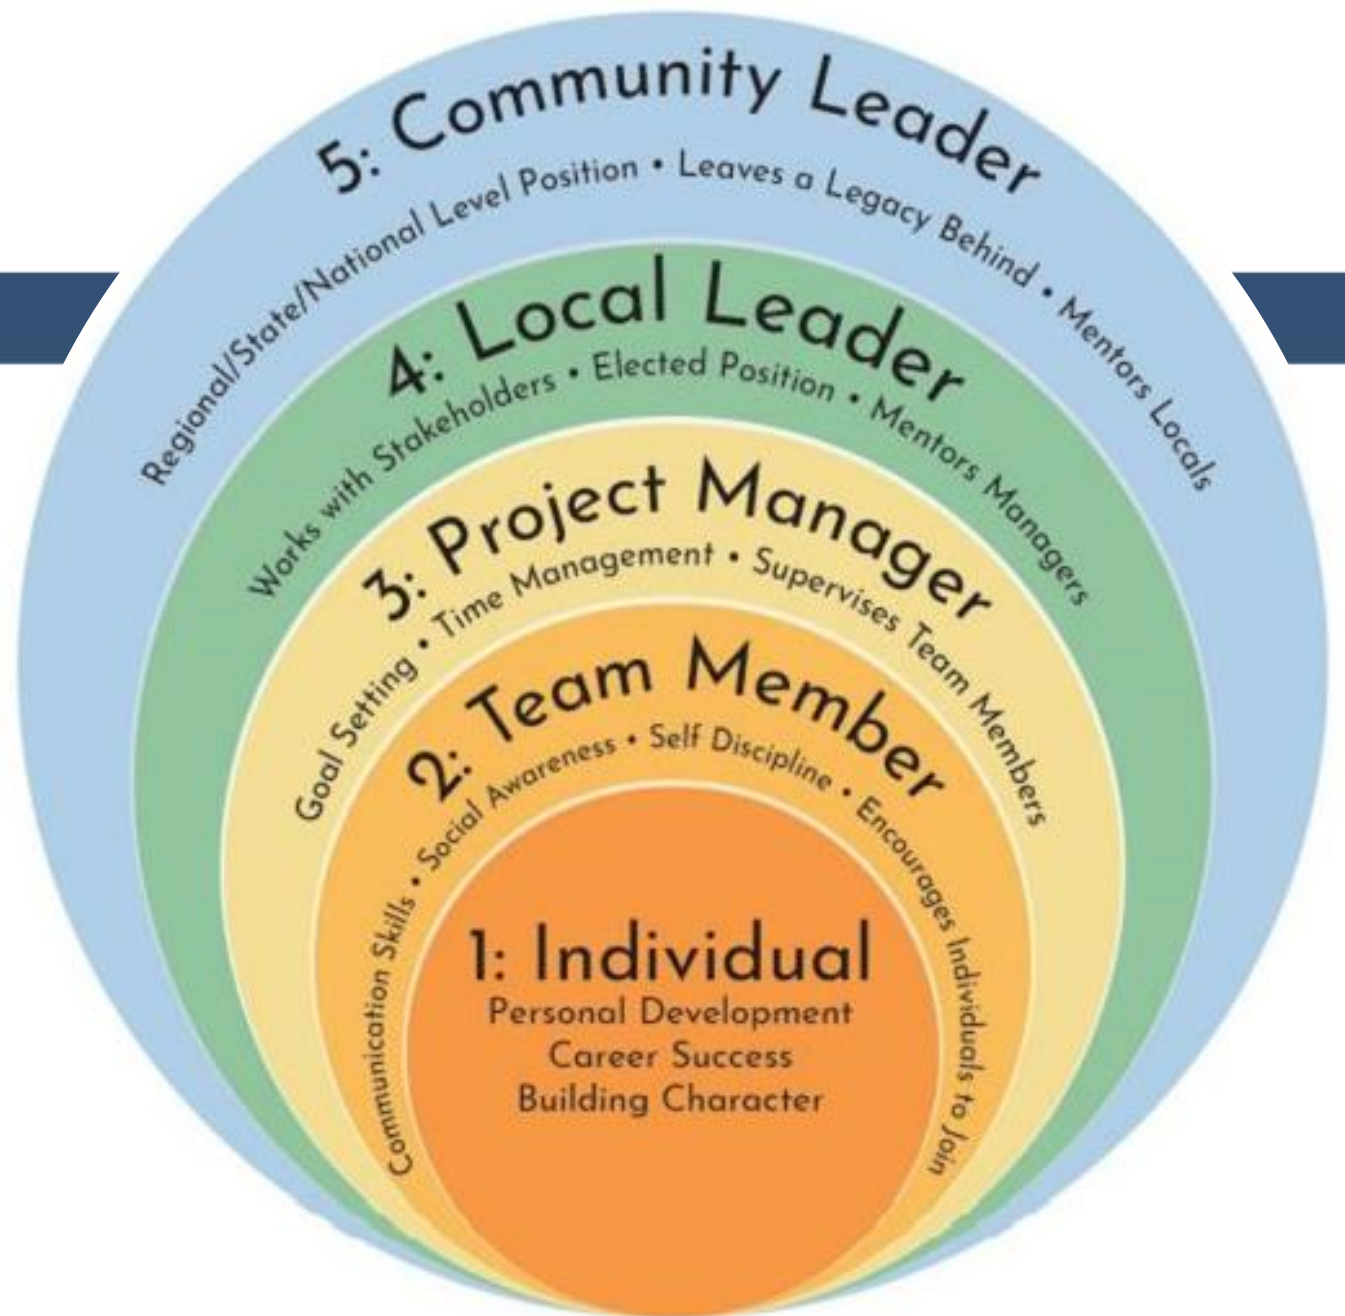 5: Community Leader
Regional/State/National Level Position • Leaves a Legacy Behind • Mentors Locals
4: Local Leader
Works with Stakeholders • Elected Position • Mentors Managers
3: Project Manager
Goal Setting • Time Management • Supervises Team Members
2: Team Member
Communication Skills • Social Awareness • Self Discipline • Encourages Individuals to Join
1: Individual
Personal Development
Career Success
Building Character